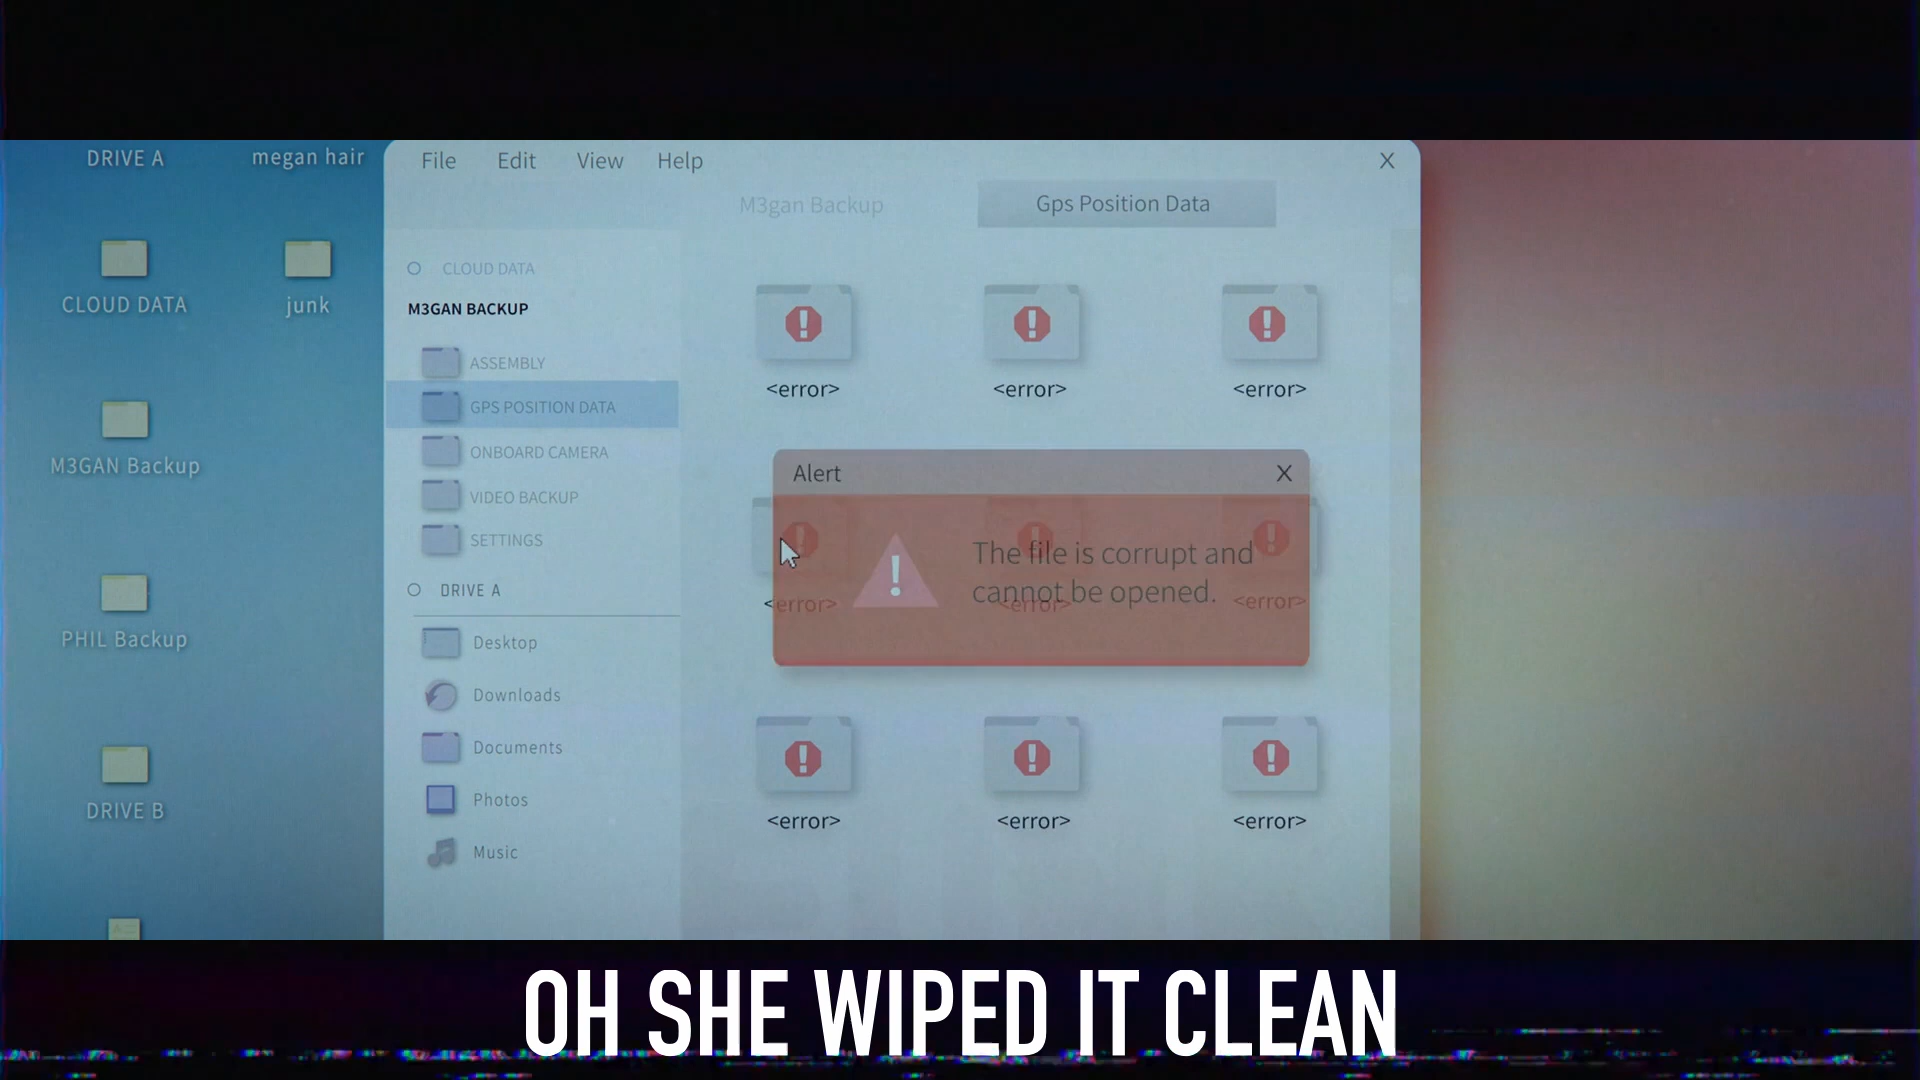 DRIVE A
megan hair
File Edit View Help X
M3gan Backup
Gps Position Data
CLOUD DATA
junk
CLOUD DATA
M3GAN BACKUP
ASSEMBLY
GPS POSITION DATA
ONBOARD CAMERA
VIDEO BACKUP
SETTINGS
DRIVE A
Desktop
Downloads
Documents
Photos
Music
M3GAN Backup
PHIL Backup
DRIVE B
<error> <error> <error>
Alert X
The file is corrupt and
cannot be opened.
<error> <error> <error>
<error> <error> <error>
OH SHE WIPED IT CLEAN